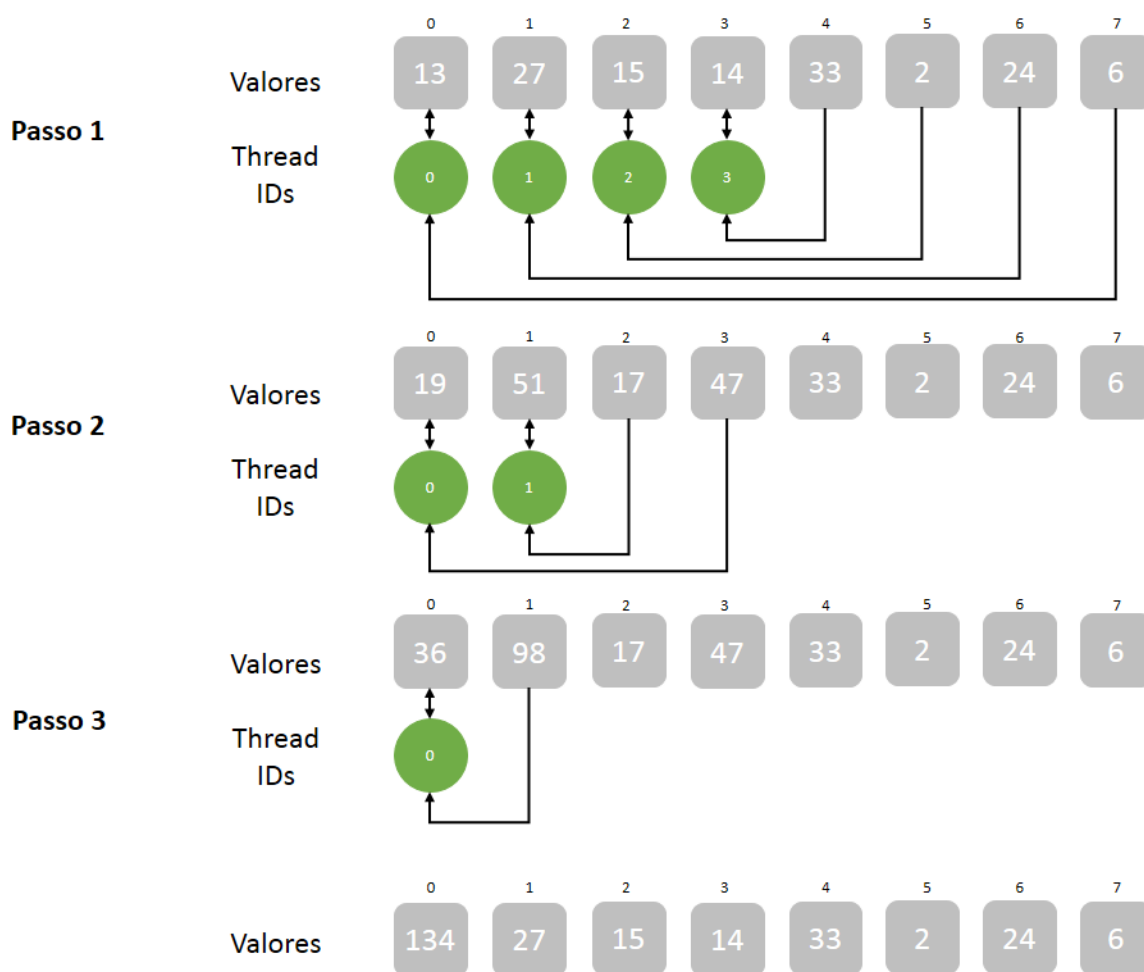 0 1 2 3 4 5 6 7
Valores 13 27 15 14 33 2 24 6
Passo 1
Thread
IDs
0 1 2 3
0 1 2 3 4 5 6 7
Valores 19 51 17 47 33 2 24 6
Passo 2
Thread
IDs
0 1
0 1 2 3 4 5 6 7
Valores 36 98 17 47 33 2 24 6
Passo 3
Thread
IDs
0
0 1 2 3 4 5 6 7
Valores 134 27 15 14 33 2 24 6